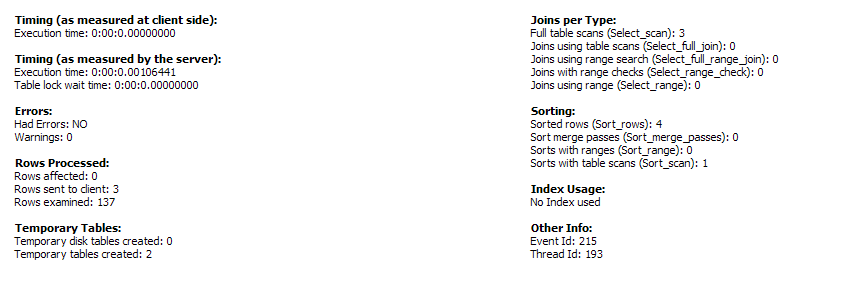 Timing (as measured at client side):
Execution time: 0:00:0.00000000
Timing (as measured by the server):
Execution time: 0:00:0.00106441
Table lock wait time: 0:00:0.00000000
Errors:
Had Errors: NO
Warnings: 0
Rows Processed:
Rows affected: 0
Rows sent to client: 3
Rows examined: 137
Temporary Tables:
Temporary disk tables created: 0
Temporary tables created: 2
Joins per Type:
Full table scans (Select_scan): 3
Joins using table scans (Select_full_join): 0
Joins using range search (Select_full_range_join): 0
Joins with range checks (Select_range_check): 0
Joins using range (Select_range): 0
Sorting:
Sorted rows (Sort_rows): 4
Sort merge passes (Sort_merge_passes): 0
Sorts with ranges (Sort_range): 0
Sorts with table scans (Sort_scan): 1
Index Usage:
No Index used
Other Info:
Event Id: 215
Thread Id: 193